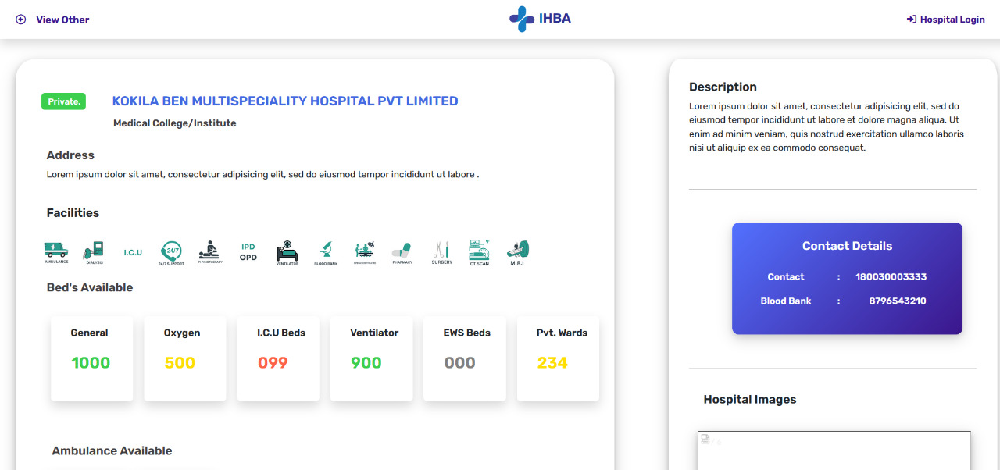 View Other
IHBA
Hospital Login
Private.
KOKILA BEN MULTISPECIALITY HOSPITAL PVT LIMITED
Medical College/Institute
Address
Lorem ipsum dolor sit amet, consectetur adipisicing elit, sed do eiusmod tempor incididunt ut labore .
Facilities
AMBULANCE
DIALYSIS
I.C.U
24/7
24/7 SUPPORT
PHYSIOTHERAPY
IPD
OPD
VENTILATOR
BLOOD BANK
PHARMACY
SURGERY
CT SCAN
M.R.I
Bed's Available
General
1000
Oxygen
500
I.C.U Beds
099
Ventilator
900
EWS Beds
000
Pvt. Wards
234
Ambulance Available
Description
Lorem ipsum dolor sit amet, consectetur adipisicing elit, sed do
eiusmod tempor incididunt ut labore et dolore magna aliqua. Ut
enim ad minim veniam, quis nostrud exercitation ullamco laboris
nisi ut aliquip ex ea commodo consequat.
Contact Details
Contact : 180030003333
Blood Bank : 8796543210
Hospital Images
/ 6